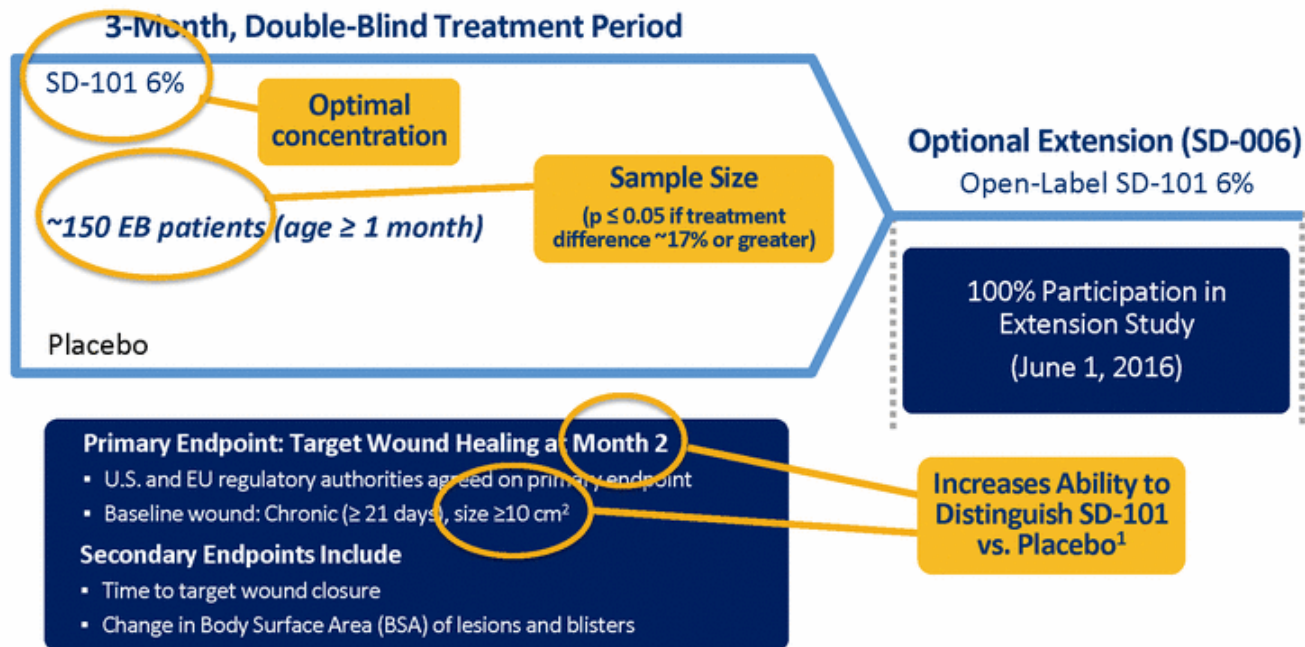 3-Month, Double-Blind Treatment Period
SD-101 6%
Optimal
concentration
~150 EB patients (age ≥ 1 month)
Sample Size
(p ≤ 0.05 if treatment
difference ~17% or greater)
Placebo
Optional Extension (SD-006)
Open-Label SD-101 6%
100% Participation in
Extension Study
(June 1, 2016)
Primary Endpoint: Target Wound Healing at Month 2
▪ U.S. and EU regulatory authorities agreed on primary endpoint
▪ Baseline wound: Chronic (≥ 21 days), size ≥10 cm²
Secondary Endpoints Include
▪ Time to target wound closure
▪ Change in Body Surface Area (BSA) of lesions and blisters
Increases Ability to
Distinguish SD-101
vs. Placebo¹